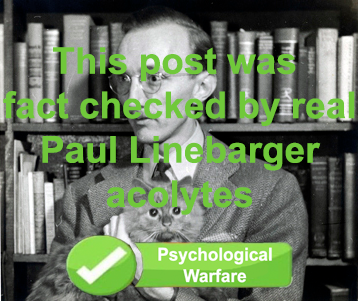 This post was
fact checked by real
Paul Linebarger
acolytes
Psychological
Warfare